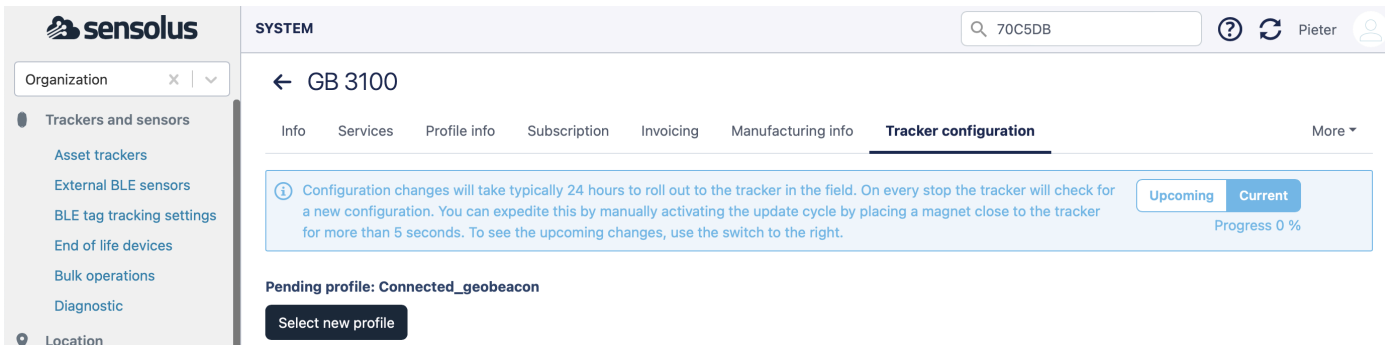 sensolus
SYSTEM
70C5DB
Pieter
Organization
GB 3100
Trackers and sensors
Asset trackers
External BLE sensors
BLE tag tracking settings
End of life devices
Bulk operations
Diagnostic
Location
Info Services Profile info Subscription Invoicing Manufacturing info Tracker configuration More
Configuration changes will take typically 24 hours to roll out to the tracker in the field. On every stop the tracker will check for
a new configuration. You can expedite this by manually activating the update cycle by placing a magnet close to the tracker
for more than 5 seconds. To see the upcoming changes, use the switch to the right.
Upcoming Current
Progress 0 %
Pending profile: Connected_geobeacon
Select new profile